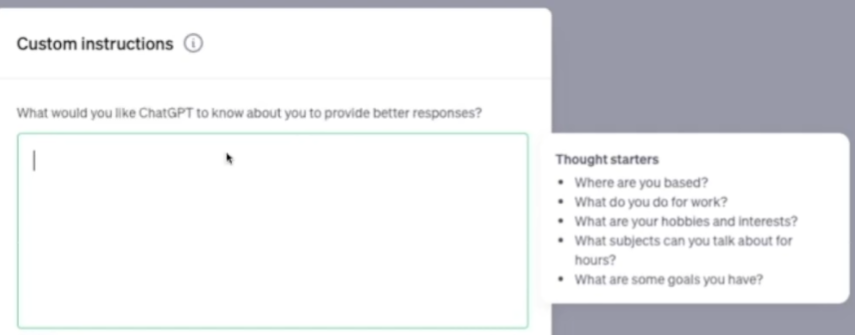 Custom instructions
What would you like ChatGPT to know about you to provide better responses?
Thought starters
• Where are you based?
• What do you do for work?
• What are your hobbies and interests?
• What subjects can you talk about for
hours?
• What are some goals you have?